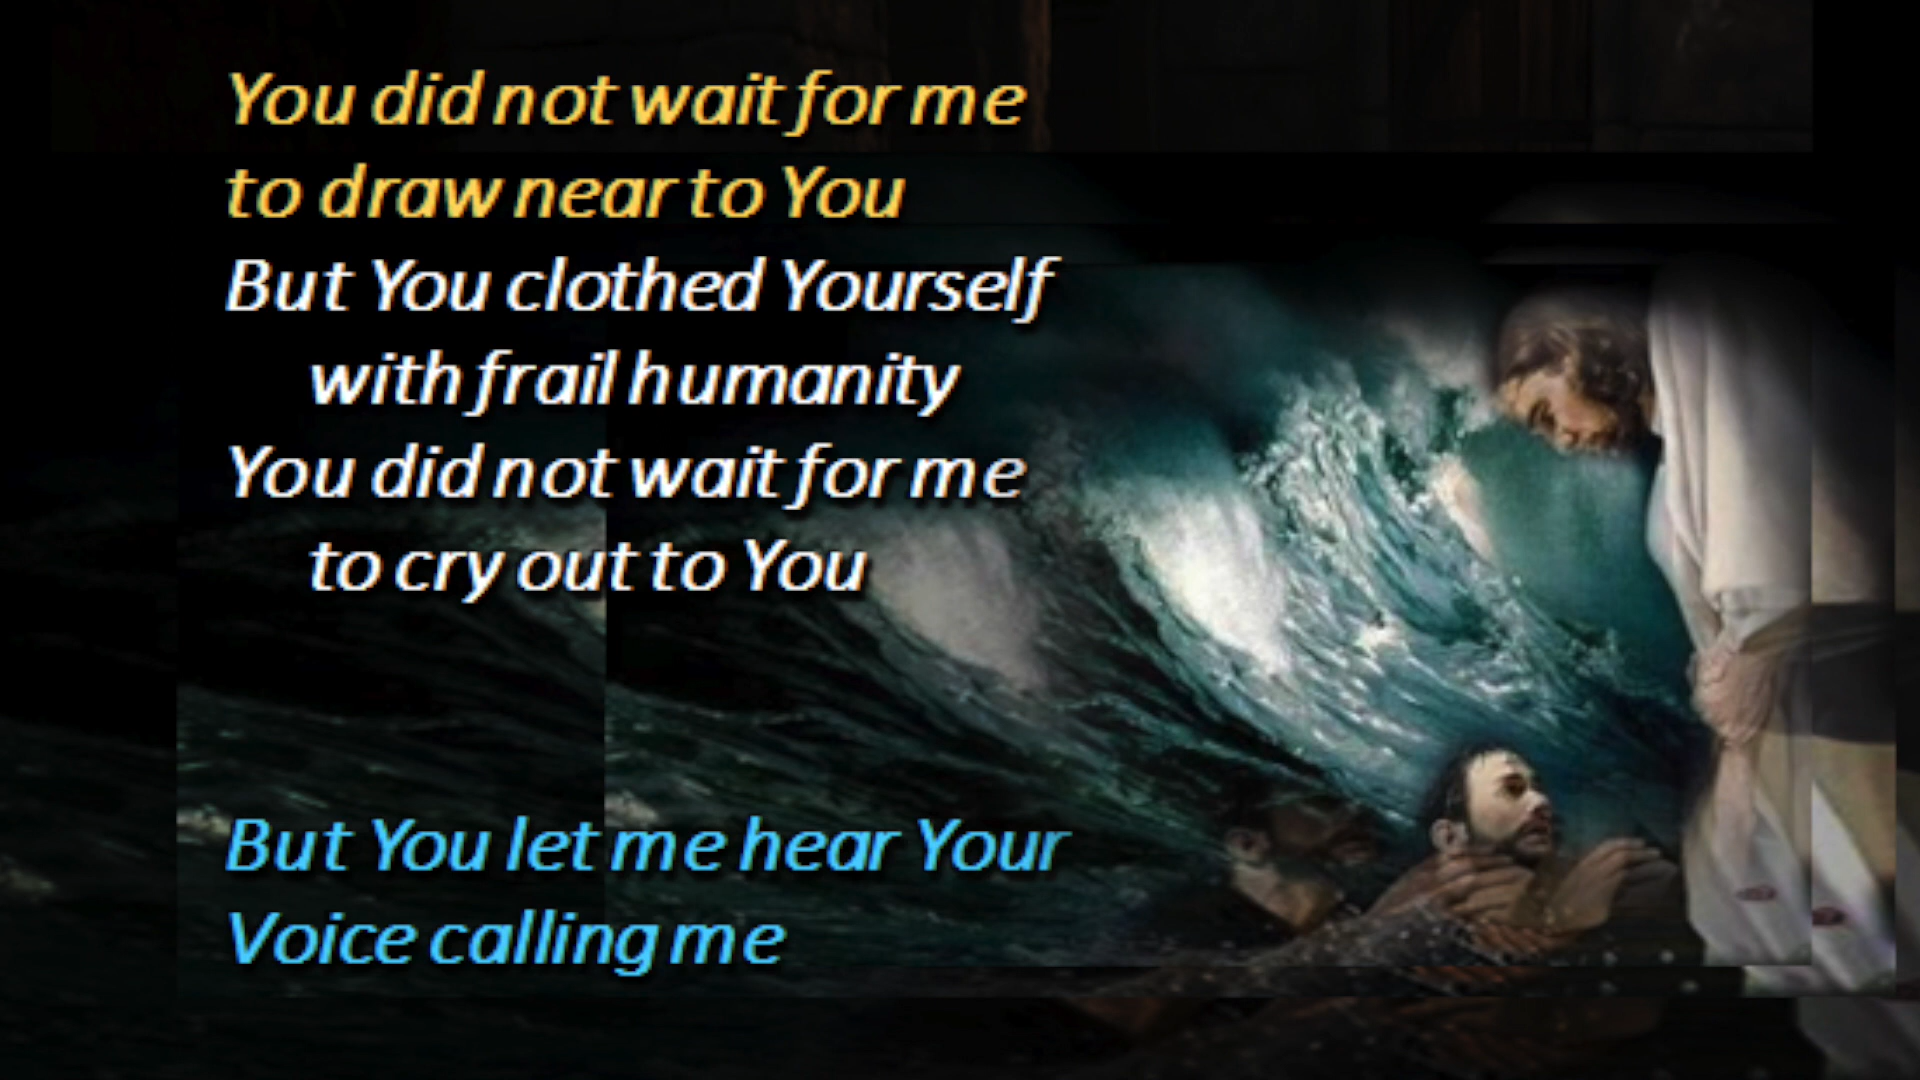 You did not wait for me
to draw near to You
But You clothed Yourself
with frail humanity
You did not wait for me
to cry out to You
But You let me hear Your
Voice calling me